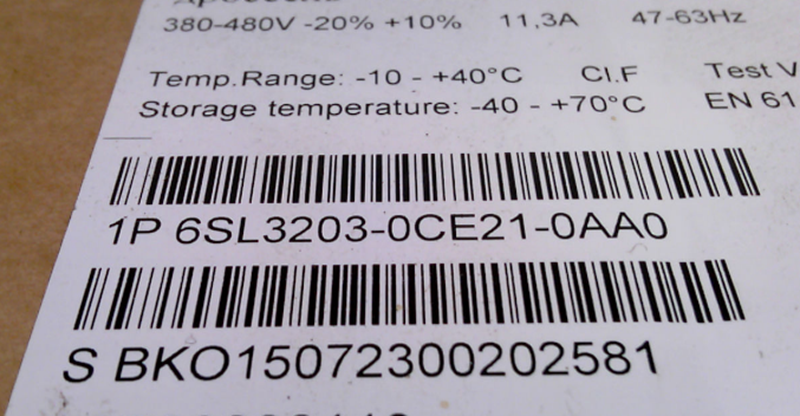 380-480V -20% +10% 11,3A 47-63Hz
Temp.Range: -10 - +40°C Cl.F Test V
Storage temperature: -40 - +70°C EN 61
1P 6SL3203-0CE21-0AA0
S BKO15072300202581